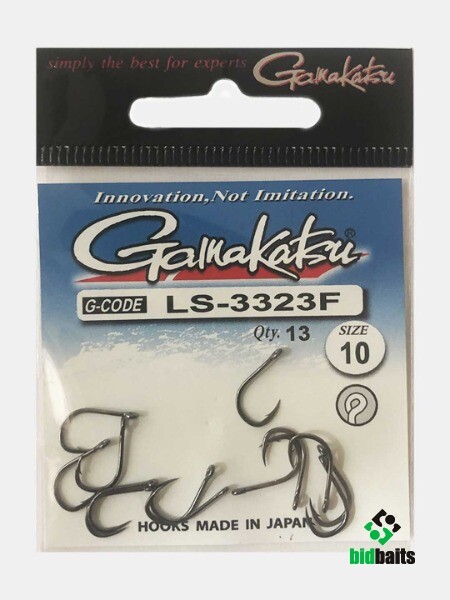 simply the best for experts Gamakatsu
Innovation, Not Imitation.
Gamakatsu®
G-CODE LS-3323F
Qty. 13
SIZE
10
HOOKS MADE IN JAPAN
bidbaits